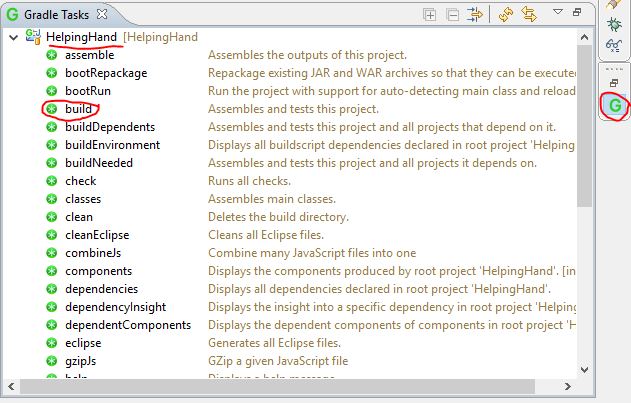 G Gradle Tasks
HelpingHand [HelpingHand
assemble Assembles the outputs of this project.
bootRepackage Repackage existing JAR and WAR archives so that they can be executed
bootRun Run the project with support for auto-detecting main class and reload
build Assembles and tests this project.
buildDependents Assembles and tests this project and all projects that depend on it.
buildEnvironment Displays all buildscript dependencies declared in root project 'Helping
buildNeeded Assembles and tests this project and all projects it depends on.
check Runs all checks.
classes Assembles main classes.
clean Deletes the build directory.
cleanEclipse Cleans all Eclipse files.
combineJs Combine many JavaScript files into one
components Displays the components produced by root project 'HelpingHand'. [in
dependencies Displays all dependencies declared in root project 'HelpingHand'.
dependencyInsight Displays the insight into a specific dependency in root project 'Helping
dependentComponents Displays the dependent components of components in root project 'H
eclipse Generates all Eclipse files.
gzipJs GZip a given JavaScript file
help Displays a help message
G